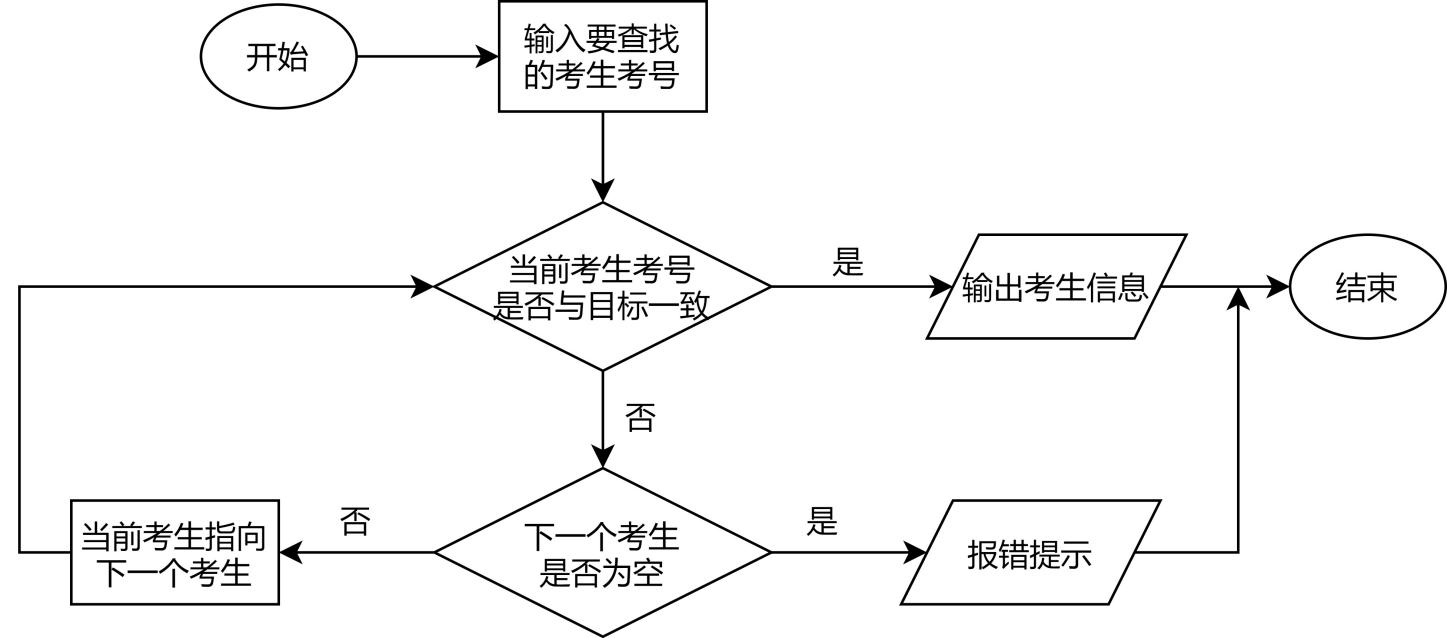 开始
输入要查找
的考生考号
当前考生考号
是否与目标一致
是
输出考生信息
结束
否
当前考生指向
下一个考生
否
下一个考生
是否为空
是
报错提示